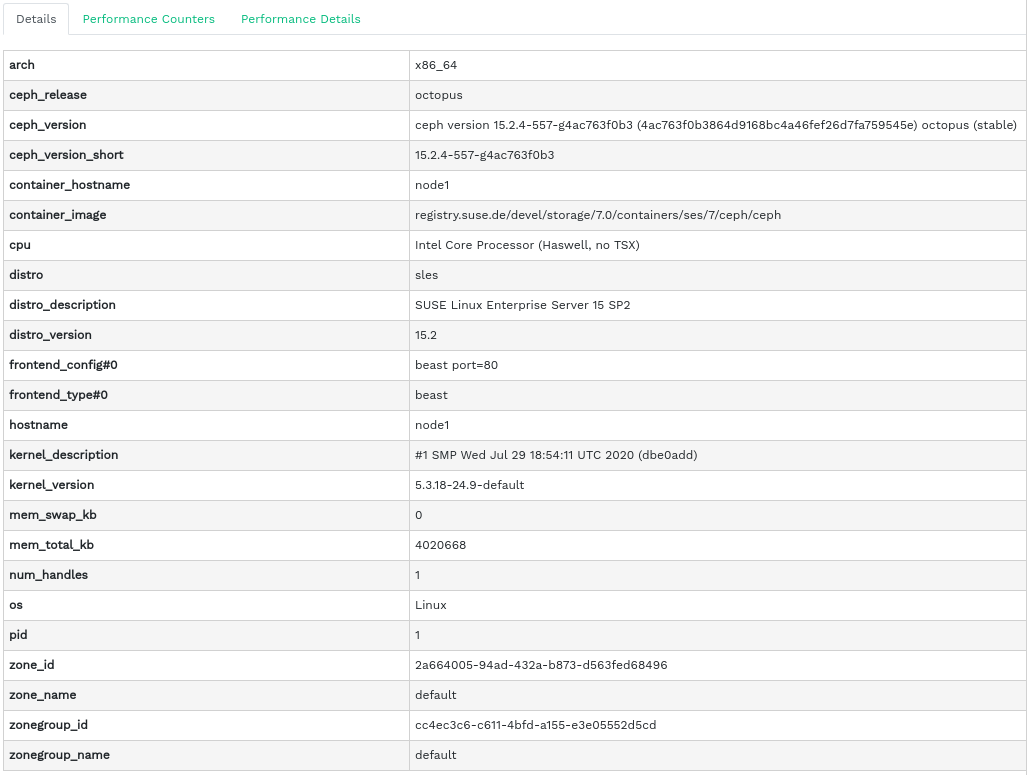 Details Performance Counters Performance Details
arch x86_64
ceph_release octopus
ceph_version ceph version 15.2.4-557-g4ac763f0b3 (4ac763f0b3864d9168bc4a46fef26d7fa759545e) octopus (stable)
ceph_version_short 15.2.4-557-g4ac763f0b3
container_hostname node1
container_image registry.suse.de/devel/storage/7.0/containers/ses/7/ceph/ceph
cpu Intel Core Processor (Haswell, no TSX)
distro sles
distro_description SUSE Linux Enterprise Server 15 SP2
distro_version 15.2
frontend_config#0 beast port=80
frontend_type#0 beast
hostname node1
kernel_description #1 SMP Wed Jul 29 18:54:11 UTC 2020 (dbe0add)
kernel_version 5.3.18-24.9-default
mem_swap_kb 0
mem_total_kb 4020668
num_handles 1
os Linux
pid 1
zone_id 2a664005-94ad-432a-b873-d563fed68496
zone_name default
zonegroup_id cc4ec3c6-c611-4bfd-a155-e3e05552d5cd
zonegroup_name default